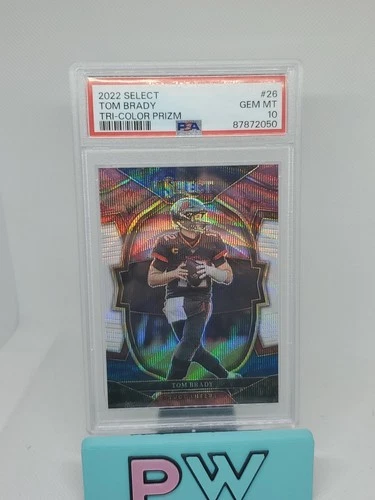 2022 SELECT #26
TOM BRADY GEM MT
TRI-COLOR PRIZM 10
PSA 87872050
SELECT
TOM BRADY
PW